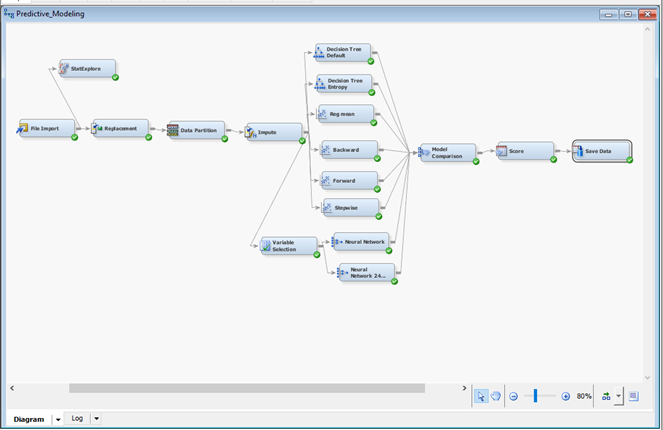 Predictive_Modeling
Decision Tree
Default
StatExplore
Decision Tree
Entropy
Reg mean
File Import
Replacement
Data Partition
Impute
Backward
Model
Comparison
Score
Save Data
Forward
Stepwise
Variable
Selection
Neural Network
Neural
Network 24...
80%
Diagram
Log